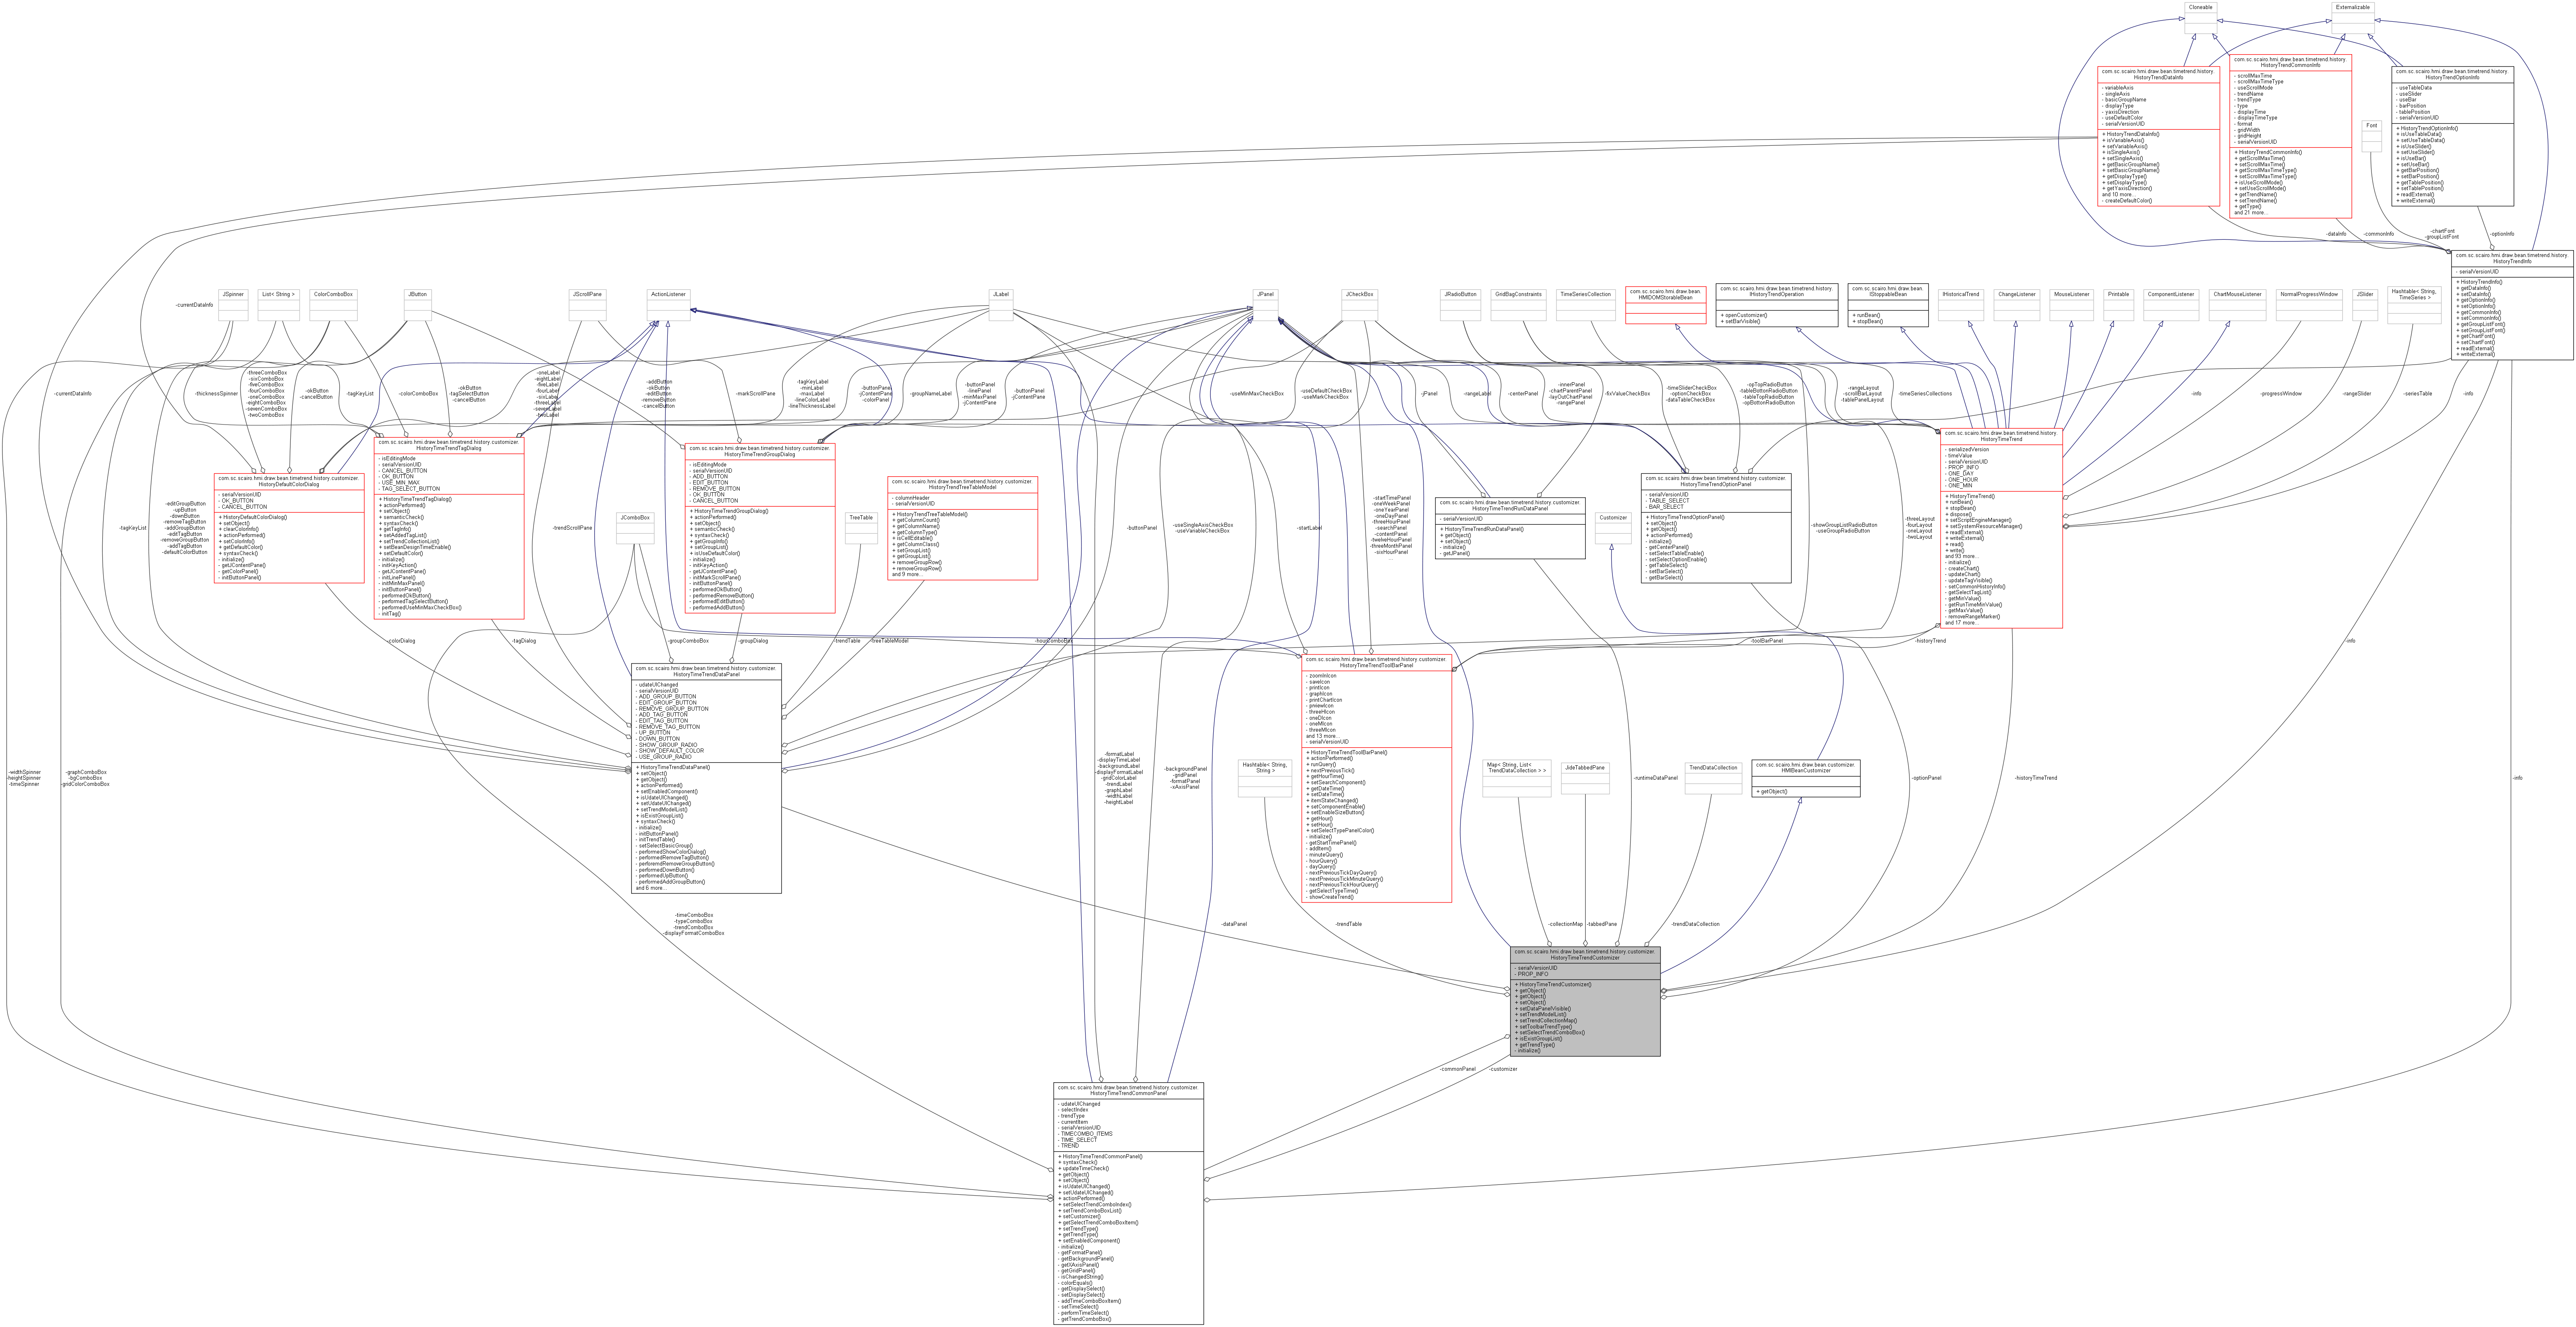 Cloneable
Externalizable
com.sc.scairo.hmi.draw.bean.timetrend.history.
HistoryTrendDataInfo
- variableAxis
- singleAxis
- basicGroupName
- displayType
- yaxisDirection
- useDefaultColor
- serialVersionUID
+ HistoryTrendDataInfo()
+ isVariableAxis()
+ setVariableAxis()
+ isSingleAxis()
+ setSingleAxis()
+ getBasicGroupName()
+ setBasicGroupName()
+ getDisplayType()
+ setDisplayType()
+ getYaxisDirection()
and 10 more...
- createDefaultColor()
com.sc.scairo.hmi.draw.bean.timetrend.history.
HistoryTrendCommonInfo
- scrollMaxTime
- scrollMaxTimeType
- useScrollMode
- trendName
- trendType
- type
- displayTime
- displayTimeType
- format
- gridWidth
- gridHeight
- serialVersionUID
+ HistoryTrendCommonInfo()
+ getScrollMaxTime()
+ setScrollMaxTime()
+ getScrollMaxTimeType()
+ setScrollMaxTimeType()
+ isUseScrollMode()
+ setUseScrollMode()
+ getTrendName()
+ setTrendName()
+ getType()
and 21 more...
com.sc.scairo.hmi.draw.bean.timetrend.history.
HistoryTrendOptionInfo
- useTableData
- useSlider
- useBar
- barPosition
- tablePosition
- serialVersionUID
+ HistoryTrendOptionInfo()
+ isUseTableData()
+ setUseTableData()
+ isUseSlider()
+ setUseSlider()
+ isUseBar()
+ setUseBar()
+ getBarPosition()
+ setBarPosition()
+ getTablePosition()
+ setTablePosition()
+ readExternal()
+ writeExternal()
Font
-dataInfo
-commonInfo
-chartFont
-groupListFont
-optionInfo
com.sc.scairo.hmi.draw.bean.timetrend.history.
HistoryTrendInfo
- serialVersionUID
+ HistoryTrendInfo()
+ getDataInfo()
+ setDataInfo()
+ getOptionInfo()
+ setOptionInfo()
+ getCommonInfo()
+ setCommonInfo()
+ getGroupListFont()
+ setGroupListFont()
+ getChartFont()
+ setChartFont()
+ readExternal()
+ writeExternal()
-currentDataInfo
JSpinner
List< String >
ColorComboBox
JButton
JScrollPane
ActionListener
JLabel
JPanel
JCheckBox
JRadioButton
GridBagConstraints
TimeSeriesCollection
com.sc.scairo.hmi.draw.bean.
HMIDOMStorableBean
com.sc.scairo.hmi.draw.bean.timetrend.history.
IHistoryTrendOperation
+ openCustomizer()
+ setBarVisible()
com.sc.scairo.hmi.draw.bean.
IStoppableBean
+ runBean()
+ stopBean()
IHistoricalTrend
ChangeListener
MouseListener
Printable
ComponentListener
ChartMouseListener
NormalProgressWindow
JSlider
Hashtable< String,
TimeSeries >
-currentDataInfo
-thicknessSpinner
-threeComboBox
-sixComboBox
-fiveComboBox
-fourComboBox
-oneComboBox
-eightComboBox
-sevenComboBox
-twoComboBox
-okButton
-cancelButton
-tagKeyList
-colorComboBox
-okButton
-tagSelectButton
-cancelButton
-oneLabel
-eightLabel
-fiveLabel
-fourLabel
-sixLabel
-threeLabel
-sevenLabel
-twoLabel
-addButton
-okButton
-editButton
-removeButton
-cancelButton
-markScrollPane
-tagKeyLabel
-minLabel
-maxLabel
-lineColorLabel
-lineThicknessLabel
-buttonPanel
-jContentPane
-colorPanel
-groupNameLabel
-buttonPanel
-linePanel
-minMaxPanel
-jContentPane
-buttonPanel
-jContentPane
-useMinMaxCheckBox
-useDefaultCheckBox
-useMarkCheckBox
-jPanel
-rangeLabel
-centerPanel
-innerPanel
-chartParentPanel
-layOutChartPanel
-rangePanel
-fixValueCheckBox
-timeSliderCheckBox
-optionCheckBox
-dataTableCheckBox
-opTopRadioButton
-tableBottonRadioButton
-tableTopRadioButton
-opBottonRadioButton
-rangeLayout
-scrollBarLayout
-tablePanelLayout
-timeSeriesCollections
-info
-progressWindow
-rangeSlider
-seriesTable
-info
com.sc.scairo.hmi.draw.bean.timetrend.history.customizer.
HistoryDefaultColorDialog
- serialVersionUID
- OK_BUTTON
- CANCEL_BUTTON
+ HistoryDefaultColorDialog()
+ setObject()
+ clearColorInfo()
+ actionPerformed()
+ setColorInfo()
+ getDefaultColor()
+ syntaxCheck()
- initialize()
- getJContentPane()
- getColorPanel()
- initButtonPanel()
com.sc.scairo.hmi.draw.bean.timetrend.history.customizer.
HistoryTimeTrendTagDialog
- isEditingMode
- serialVersionUID
- CANCEL_BUTTON
- OK_BUTTON
- USE_MIN_MAX
- TAG_SELECT_BUTTON
+ HistoryTimeTrendTagDialog()
+ actionPerformed()
+ setObject()
+ semanticCheck()
+ syntaxCheck()
+ getTagInfo()
+ setAddedTagList()
+ setTrendCollectionList()
+ setBeanDesignTimeEnable()
+ setDefaultColor()
- initialize()
- initKeyAction()
- getJContentPane()
- initLinePanel()
- initMinMaxPanel()
- initButtonPanel()
- performedOkButton()
- performedTagSelectButton()
- performedUseMinMaxCheckBox()
- initTag()
com.sc.scairo.hmi.draw.bean.timetrend.history.customizer.
HistoryTimeTrendGroupDialog
- isEditingMode
- serialVersionUID
- ADD_BUTTON
- EDIT_BUTTON
- REMOVE_BUTTON
- OK_BUTTON
- CANCEL_BUTTON
+ HistoryTimeTrendGroupDialog()
+ actionPerformed()
+ setObject()
+ semanticCheck()
+ syntaxCheck()
+ getGroupInfo()
+ setGroupList()
+ isUseDefaultColor()
- initialize()
- initKeyAction()
- getJContentPane()
- initMarkScrollPane()
- initButtonPanel()
- performedOkButton()
- performedRemoveButton()
- performedEditButton()
- performedAddButton()
com.sc.scairo.hmi.draw.bean.timetrend.history.customizer.
HistoryTrendTreeTableModel
- columnHeader
- serialVersionUID
+ HistoryTrendTreeTableModel()
+ getColumnCount()
+ getColumnName()
+ getColumnType()
+ isCellEditable()
+ getColumnClass()
+ setGroupList()
+ getGroupList()
+ removeGroupRow()
+ removeGroupRow()
and 9 more...
com.sc.scairo.hmi.draw.bean.timetrend.history.customizer.
HistoryTimeTrendRunDataPanel
- serialVersionUID
+ HistoryTimeTrendRunDataPanel()
+ getObject()
+ setObject()
- initialize()
- getJPanel()
com.sc.scairo.hmi.draw.bean.timetrend.history.customizer.
HistoryTimeTrendOptionPanel
- serialVersionUID
- TABLE_SELECT
- BAR_SELECT
+ HistoryTimeTrendOptionPanel()
+ setObject()
+ getObject()
+ actionPerformed()
- initialize()
- getCenterPanel()
- setSelectTableEnable()
- setSelectOptionEnable()
- getTableSelect()
- setBarSelect()
- getBarSelect()
com.sc.scairo.hmi.draw.bean.timetrend.history.
HistoryTimeTrend
- serializedVersion
- timeValue
- serialVersionUID
- PROP_INFO
- ONE_DAY
- ONE_HOUR
- ONE_MIN
+ HistoryTimeTrend()
+ runBean()
+ stopBean()
+ dispose()
+ setScriptEngineManager()
+ setSystemResourceManager()
+ readExternal()
+ writeExternal()
+ read()
+ write()
and 93 more...
- initialize()
- createChart()
- updateChart()
- updateTagVisible()
- setCommonHistoryInfo()
- getSelectTagList()
- getMinValue()
- getRunTimeMinValue()
- getMaxValue()
- removeRangeMarker()
and 17 more...
-tagKeyList
-editGroupButton
-upButton
-downButton
-removeTagButton
-addGroupButton
-editTagButton
-removeGroupButton
-addTagButton
-defaultColorButton
-trendScrollPane
JComboBox
TreeTable
-buttonPanel
-useSingleAxisCheckBox
-useVariableCheckBox
-startLabel
-startTimePanel
-oneWeekPanel
-oneYearPanel
-oneDayPanel
-threeHourPanel
-searchPanel
-contentPanel
-twelveHourPanel
-threeMonthPanel
-sixHourPanel
...
Customizer
-showGroupListRadioButton
-useGroupRadioButton
-threeLayout
-fourLayout
-oneLayout
-twoLayout
-colorDialog
-tagDialog
-groupComboBox
-groupDialog
-trendTable
-treeTableModel
-hourComboBox
-toolBarPanel
-historyTrend
-info
com.sc.scairo.hmi.draw.bean.timetrend.history.customizer.
HistoryTimeTrendDataPanel
- udateUIChanged
- serialVersionUID
- ADD_GROUP_BUTTON
- EDIT_GROUP_BUTTON
- REMOVE_GROUP_BUTTON
- ADD_TAG_BUTTON
- EDIT_TAG_BUTTON
- REMOVE_TAG_BUTTON
- UP_BUTTON
- DOWN_BUTTON
- SHOW_GROUP_RADIO
- SHOW_DEFAULT_COLOR
- USE_GROUP_RADIO
+ HistoryTimeTrendDataPanel()
+ setObject()
+ getObject()
+ actionPerformed()
+ setEnabledComponent()
+ isUdateUIChanged()
+ setUdateUIChanged()
+ setTrendModelList()
+ isExistGroupList()
+ syntaxCheck()
- initialize()
- initButtonPanel()
- initTrendTable()
- setSelectBasicGroup()
- performedShowColorDialog()
- performedRemoveTagButton()
- performedRemoveGroupButton()
- performedDownButton()
- performedUpButton()
- performedAddGroupButton()
and 6 more...
com.sc.scairo.hmi.draw.bean.timetrend.history.customizer.
HistoryTimeTrendToolBarPanel
- zoomInIcon
- saveIcon
- printIcon
- graphIcon
- printChartIcon
- pniewIcon
- threeHIcon
- oneDIcon
- oneMIcon
- threeMIcon
and 13 more...
- serialVersionUID
+ HistoryTimeTrendToolBarPanel()
+ actionPerformed()
+ runQuery()
+ nextPreviousTick()
+ getHourTime()
+ setSearchComponent()
+ getDateTime()
+ setDateTime()
+ itemStateChanged()
+ setComponentEnable()
+ setEnableSizeButton()
+ getHour()
+ setHour()
+ setSelectTypePanelColor()
- initialize()
- getStartTimePanel()
- addItem()
- minuteQuery()
- hourQuery()
- dayQuery()
- nextPreviousTickDayQuery()
- nextPreviousTickMinuteQuery()
- nextPreviousTickHourQuery()
- getSelectTypeTime()
- showCreateTrend()
-widthSpinner
-heightSpinner
-timeSpinner
-graphComboBox
-bgComboBox
-gridColorComboBox
-formatLabel
-displayTimeLabel
-backgroundLabel
-displayFormatLabel
-gridColorLabel
-trendLabel
-graphLabel
-widthLabel
-heightLabel
-backgroundPanel
-gridPanel
-formatPanel
-xAxisPanel
Hashtable< String,
String >
Map< String, List<
TrendDataCollection > >
JideTabbedPane
-runtimeDataPanel
TrendDataCollection
com.sc.scairo.hmi.draw.bean.customizer.
HMIBeanCustomizer
+ getObject()
-optionPanel
-historyTimeTrend
-info
-timeComboBox
-typeComboBox
-trendComboBox
-displayFormatComboBox
-dataPanel
-trendTable
-collectionMap
-tabbedPane
-trendDataCollection
com.sc.scairo.hmi.draw.bean.timetrend.history.customizer.
HistoryTimeTrendCustomizer
- serialVersionUID
- PROP_INFO
+ HistoryTimeTrendCustomizer()
+ getObject()
+ getObject()
+ setObject()
+ setDataPanelVisible()
+ setTrendModelList()
+ setTrendCollectionMap()
+ setToolbarTrendType()
+ setSelectTrendComboBox()
+ isExistGroupList()
+ getTrendType()
- initialize()
-commonPanel
-customizer
com.sc.scairo.hmi.draw.bean.timetrend.history.customizer.
HistoryTimeTrendCommonPanel
- udateUIChanged
- selectIndex
- trendType
- currentItem
- serialVersionUID
- TIMECOMBO_ITEMS
- TIME_SELECT
- TREND
+ HistoryTimeTrendCommonPanel()
+ syntaxCheck()
+ updateTimeCheck()
+ getObject()
+ setObject()
+ isUdateUIChanged()
+ setUdateUIChanged()
+ actionPerformed()
+ setSelectTrendComboIndex()
+ setTrendComboBoxList()
+ setCustomizer()
+ getSelectTrendComboBoxItem()
+ setTrendType()
+ getTrendType()
+ setEnabledComponent()
- initialize()
- getFormatPanel()
- getBackgroundPanel()
- getXAxisPanel()
- getGridPanel()
- isChangedString()
- colorEquals()
- getDisplaySelect()
- setDisplaySelect()
- addTimeComboBoxItem()
- setTimeSelect()
- performTimeSelect()
- getTrendComboBox()